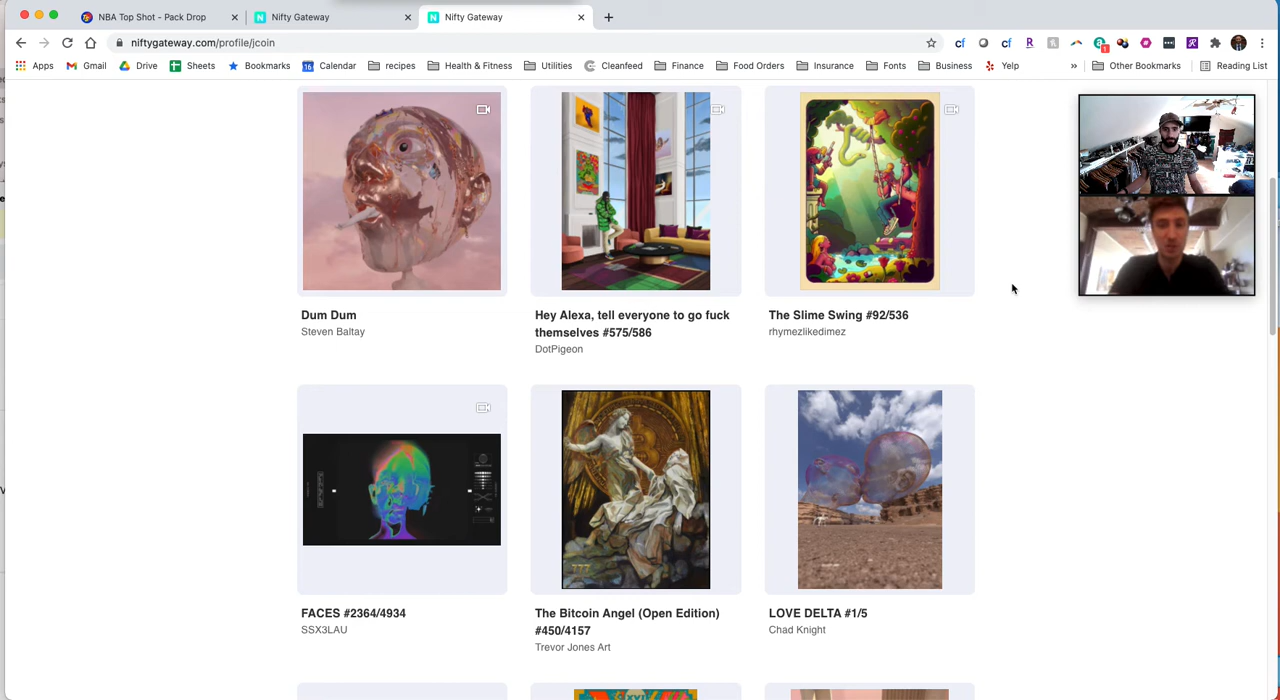 NBA Top Shot - Pack Drop
Nifty Gateway
Nifty Gateway
niftygateway.com/profile/jcoin
Apps
Gmail
Drive
Sheets
Bookmarks
Calendar
recipes
Health & Fitness
Utilities
Cleanfeed
Finance
Food Orders
Insurance
Fonts
Business
Yelp
»
Other Bookmarks
Reading List
Dum Dum
Steven Baltay
Hey Alexa, tell everyone to go fuck
themselves #575/586
DotPigeon
The Slime Swing #92/536
rhymezlikedimez
FACES #2364/4934
SSX3LAU
The Bitcoin Angel (Open Edition)
#450/4157
Trevor Jones Art
LOVE DELTA #1/5
Chad Knight